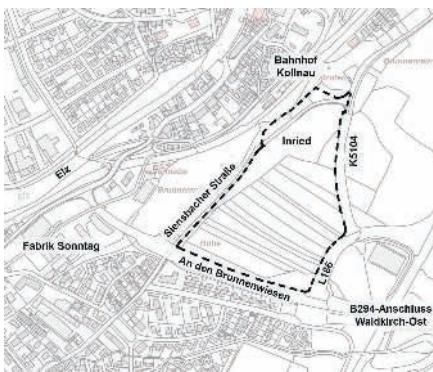 Bahnhof
Kollnau
Inried
K5104
Elz
Siensbacher Straße
Fabrik Sonntag
An den Brunnenwiesen
L186
B294-Anschluss
Waldkirch-Ost